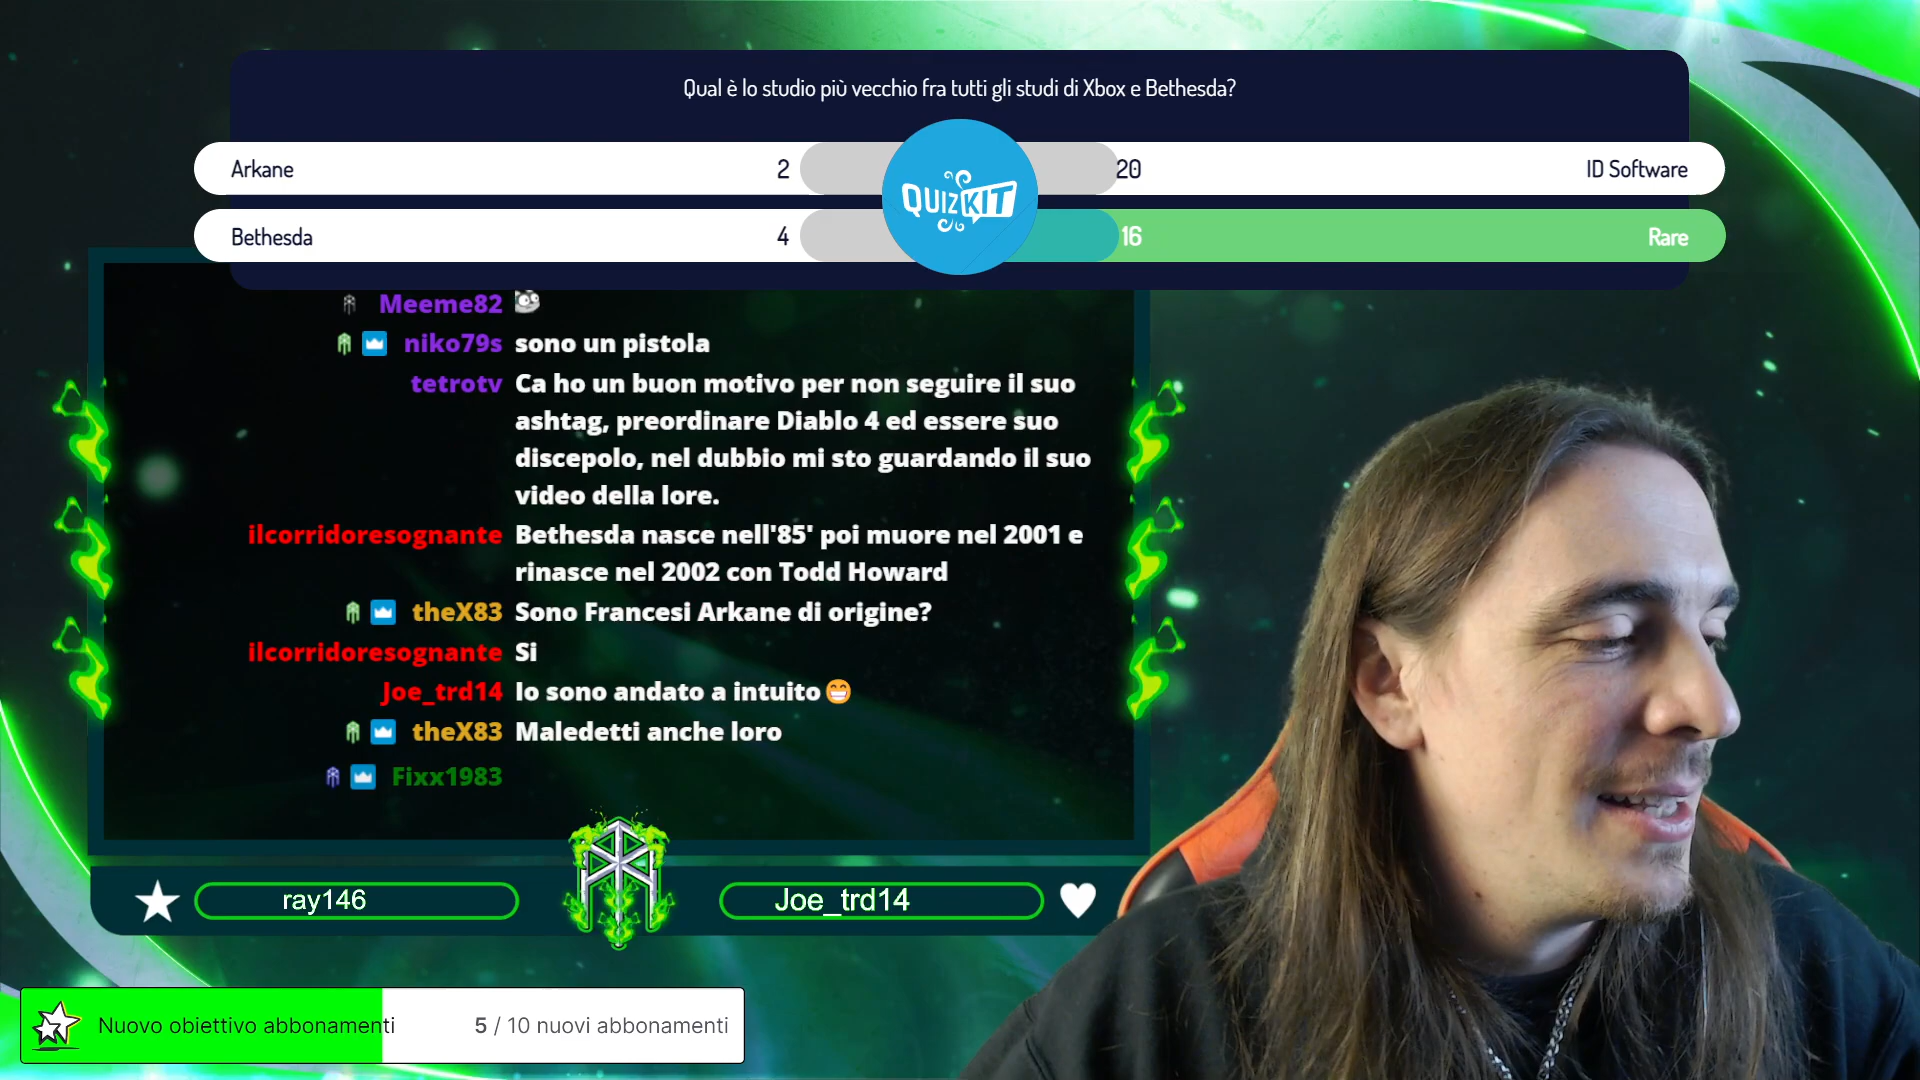 Qual è lo studio più vecchio fra tutti gli studi di Xbox e Bethesda?
Arkane 2
20 ID Software
QUIZKIT
Bethesda 4
16 Rare
Meeme82
niko79s sono un pistola
tetrotv Ca ho un buon motivo per non seguire il suo
ashtag, preordinare Diablo 4 ed essere suo
discepolo, nel dubbio mi sto guardando il suo
video della lore.
ilcorridoresognante Bethesda nasce nell'85' poi muore nel 2001 e
rinasce nel 2002 con Todd Howard
theX83 Sono Francesi Arkane di origine?
ilcorridoresognante Si
Joe_trd14 Io sono andato a intuito😁
theX83 Maledetti anche loro
Fixx1983
ray146
Joe_trd14
Nuovo obiettivo abbonamenti 5 / 10 nuovi abbonamenti